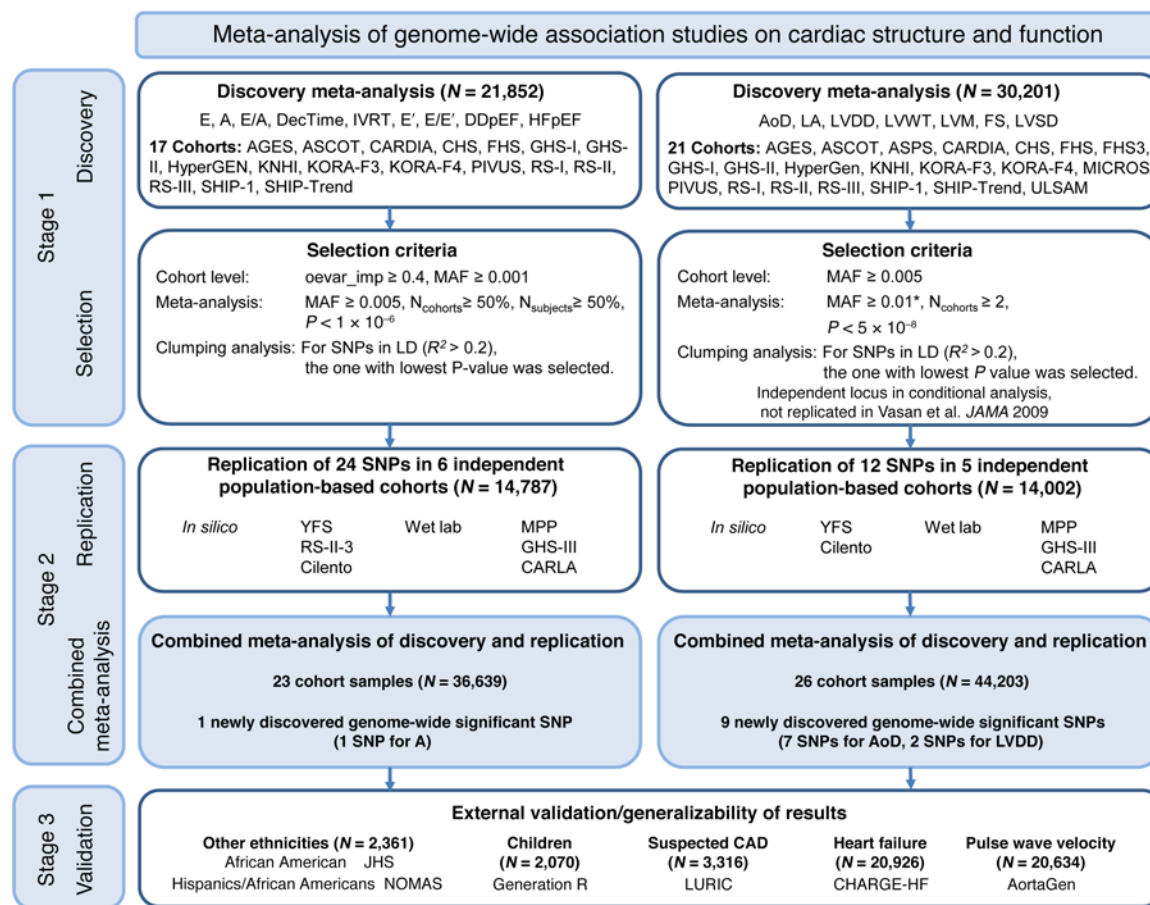 Meta-analysis of genome-wide association studies on cardiac structure and function
Stage 1
Discovery
Selection
Discovery meta-analysis (N = 21,852)
E, A, E/A, DecTime, IVRT, E′, E/E′, DDpEF, HFpEF
17 Cohorts: AGES, ASCOT, CARDIA, CHS, FHS, GHS-I, GHS-
II, HyperGEN, KNHI, KORA-F3, KORA-F4, PIVUS, RS-I, RS-II,
RS-III, SHIP-1, SHIP-Trend
Discovery meta-analysis (N = 30,201)
AoD, LA, LVDD, LVWT, LVM, FS, LVSD
21 Cohorts: AGES, ASCOT, ASPS, CARDIA, CHS, FHS, FHS3,
GHS-I, GHS-II, HyperGen, KNHI, KORA-F3, KORA-F4, MICROS
PIVUS, RS-I, RS-II, RS-III, SHIP-1, SHIP-Trend, ULSAM
Selection criteria
Cohort level: oevar_imp ≥ 0.4, MAF ≥ 0.001
Meta-analysis: MAF ≥ 0.005, Ncohorts ≥ 50%, Nsubjects ≥ 50%,
P < 1 × 10⁻⁶
Clumping analysis: For SNPs in LD (R² > 0.2),
the one with lowest P-value was selected.
Selection criteria
Cohort level: MAF ≥ 0.005
Meta-analysis: MAF ≥ 0.01*, Ncohorts ≥ 2,
P < 5 × 10⁻⁸
Clumping analysis: For SNPs in LD (R² > 0.2),
the one with lowest P value was selected.
Independent locus in conditional analysis,
not replicated in Vasan et al. JAMA 2009
Stage 2
Replication
Combined
meta-analysis
Replication of 24 SNPs in 6 independent
population-based cohorts (N = 14,787)
In silico YFS Wet lab MPP
RS-II-3 GHS-III
Cilento CARLA
Replication of 12 SNPs in 5 independent
population-based cohorts (N = 14,002)
In silico YFS Wet lab MPP
Cilento GHS-III
CARLA
Combined meta-analysis of discovery and replication
23 cohort samples (N = 36,639)
1 newly discovered genome-wide significant SNP
(1 SNP for A)
Combined meta-analysis of discovery and replication
26 cohort samples (N = 44,203)
9 newly discovered genome-wide significant SNPs
(7 SNPs for AoD, 2 SNPs for LVDD)
Stage 3
Validation
External validation/generalizability of results
Other ethnicities (N = 2,361) Children Suspected CAD Heart failure Pulse wave velocity
African American JHS (N = 2,070) (N = 3,316) (N = 20,926) (N = 20,634)
Hispanics/African Americans NOMAS Generation R LURIC CHARGE-HF AortaGen